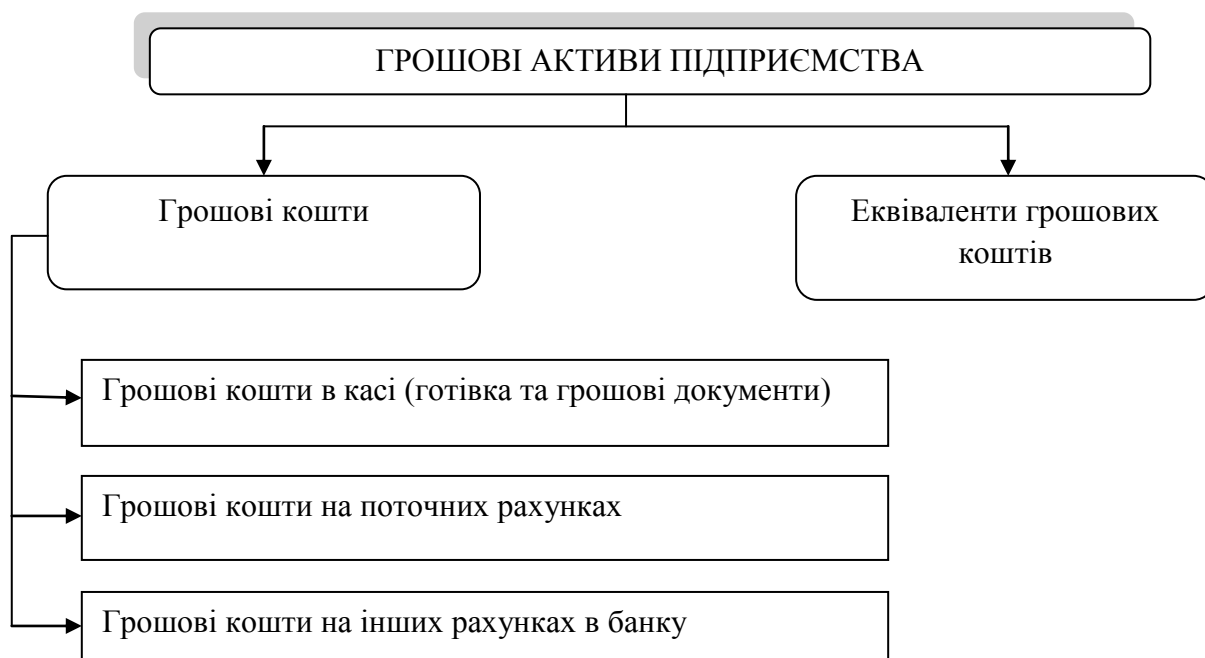 ГРОШОВІ АКТИВИ ПІДПРИЄМСТВА
Грошові кошти
Еквіваленти грошових
коштів
Грошові кошти в касі (готівка та грошові документи)
Грошові кошти на поточних рахунках
Грошові кошти на інших рахунках в банку